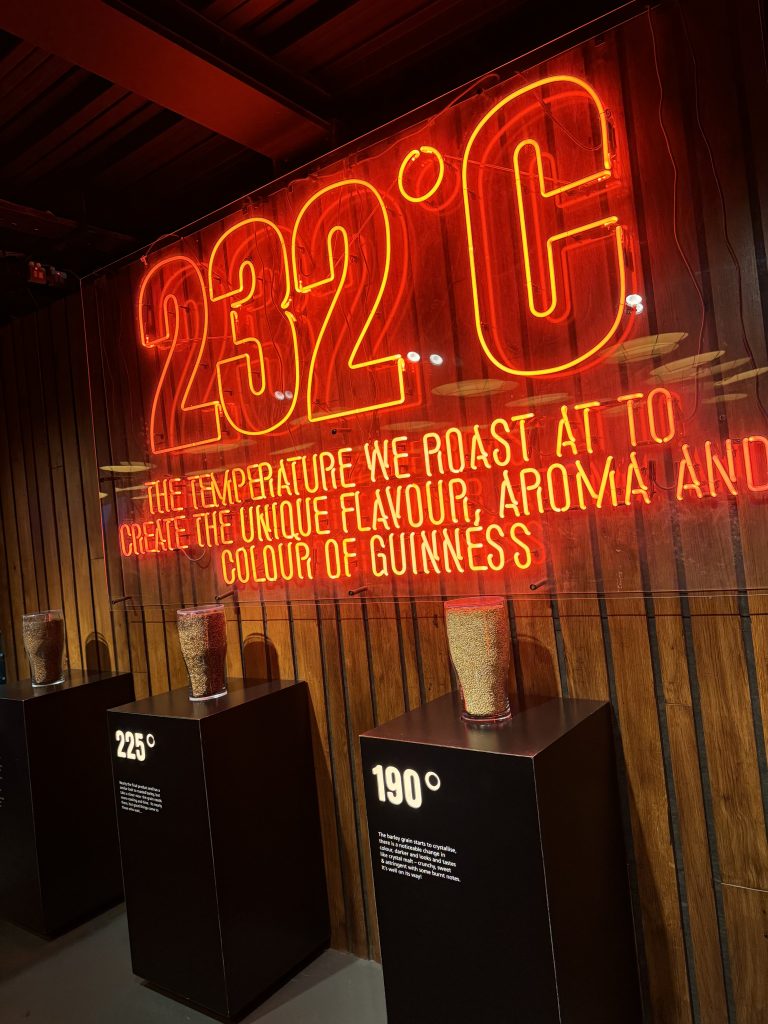 232°C
THE TEMPERATURE WE ROAST AT TO
CREATE THE UNIQUE FLAVOUR, AROMA AND
COLOUR OF GUINNESS
225°
190°
The barley grain starts to crystallise,
there is a noticeable change in
colour, darker and looks and tastes
like crystal malt – crunchy, sweet
& astringent with some burnt notes.
It's well on its way!